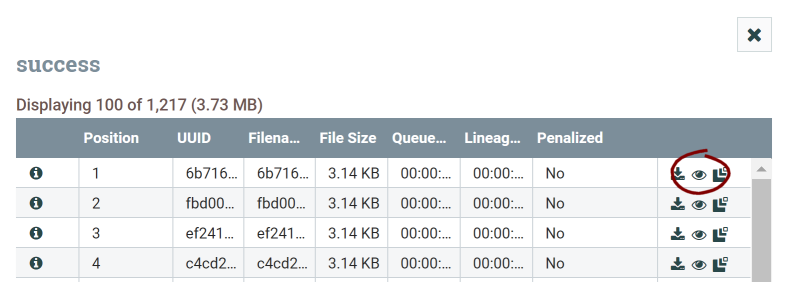 success
Displaying 100 of 1,217 (3.73 MB)
Position UUID Filena... File Size Queue... Lineag... Penalized
1 6b716... 6b716... 3.14 KB 00:00:... 00:00:... No
2 fbd00... fbd00... 3.14 KB 00:00:... 00:00:... No
3 ef241... ef241... 3.14 KB 00:00:... 00:00:... No
4 c4cd2... c4cd2... 3.14 KB 00:00:... 00:00:... No